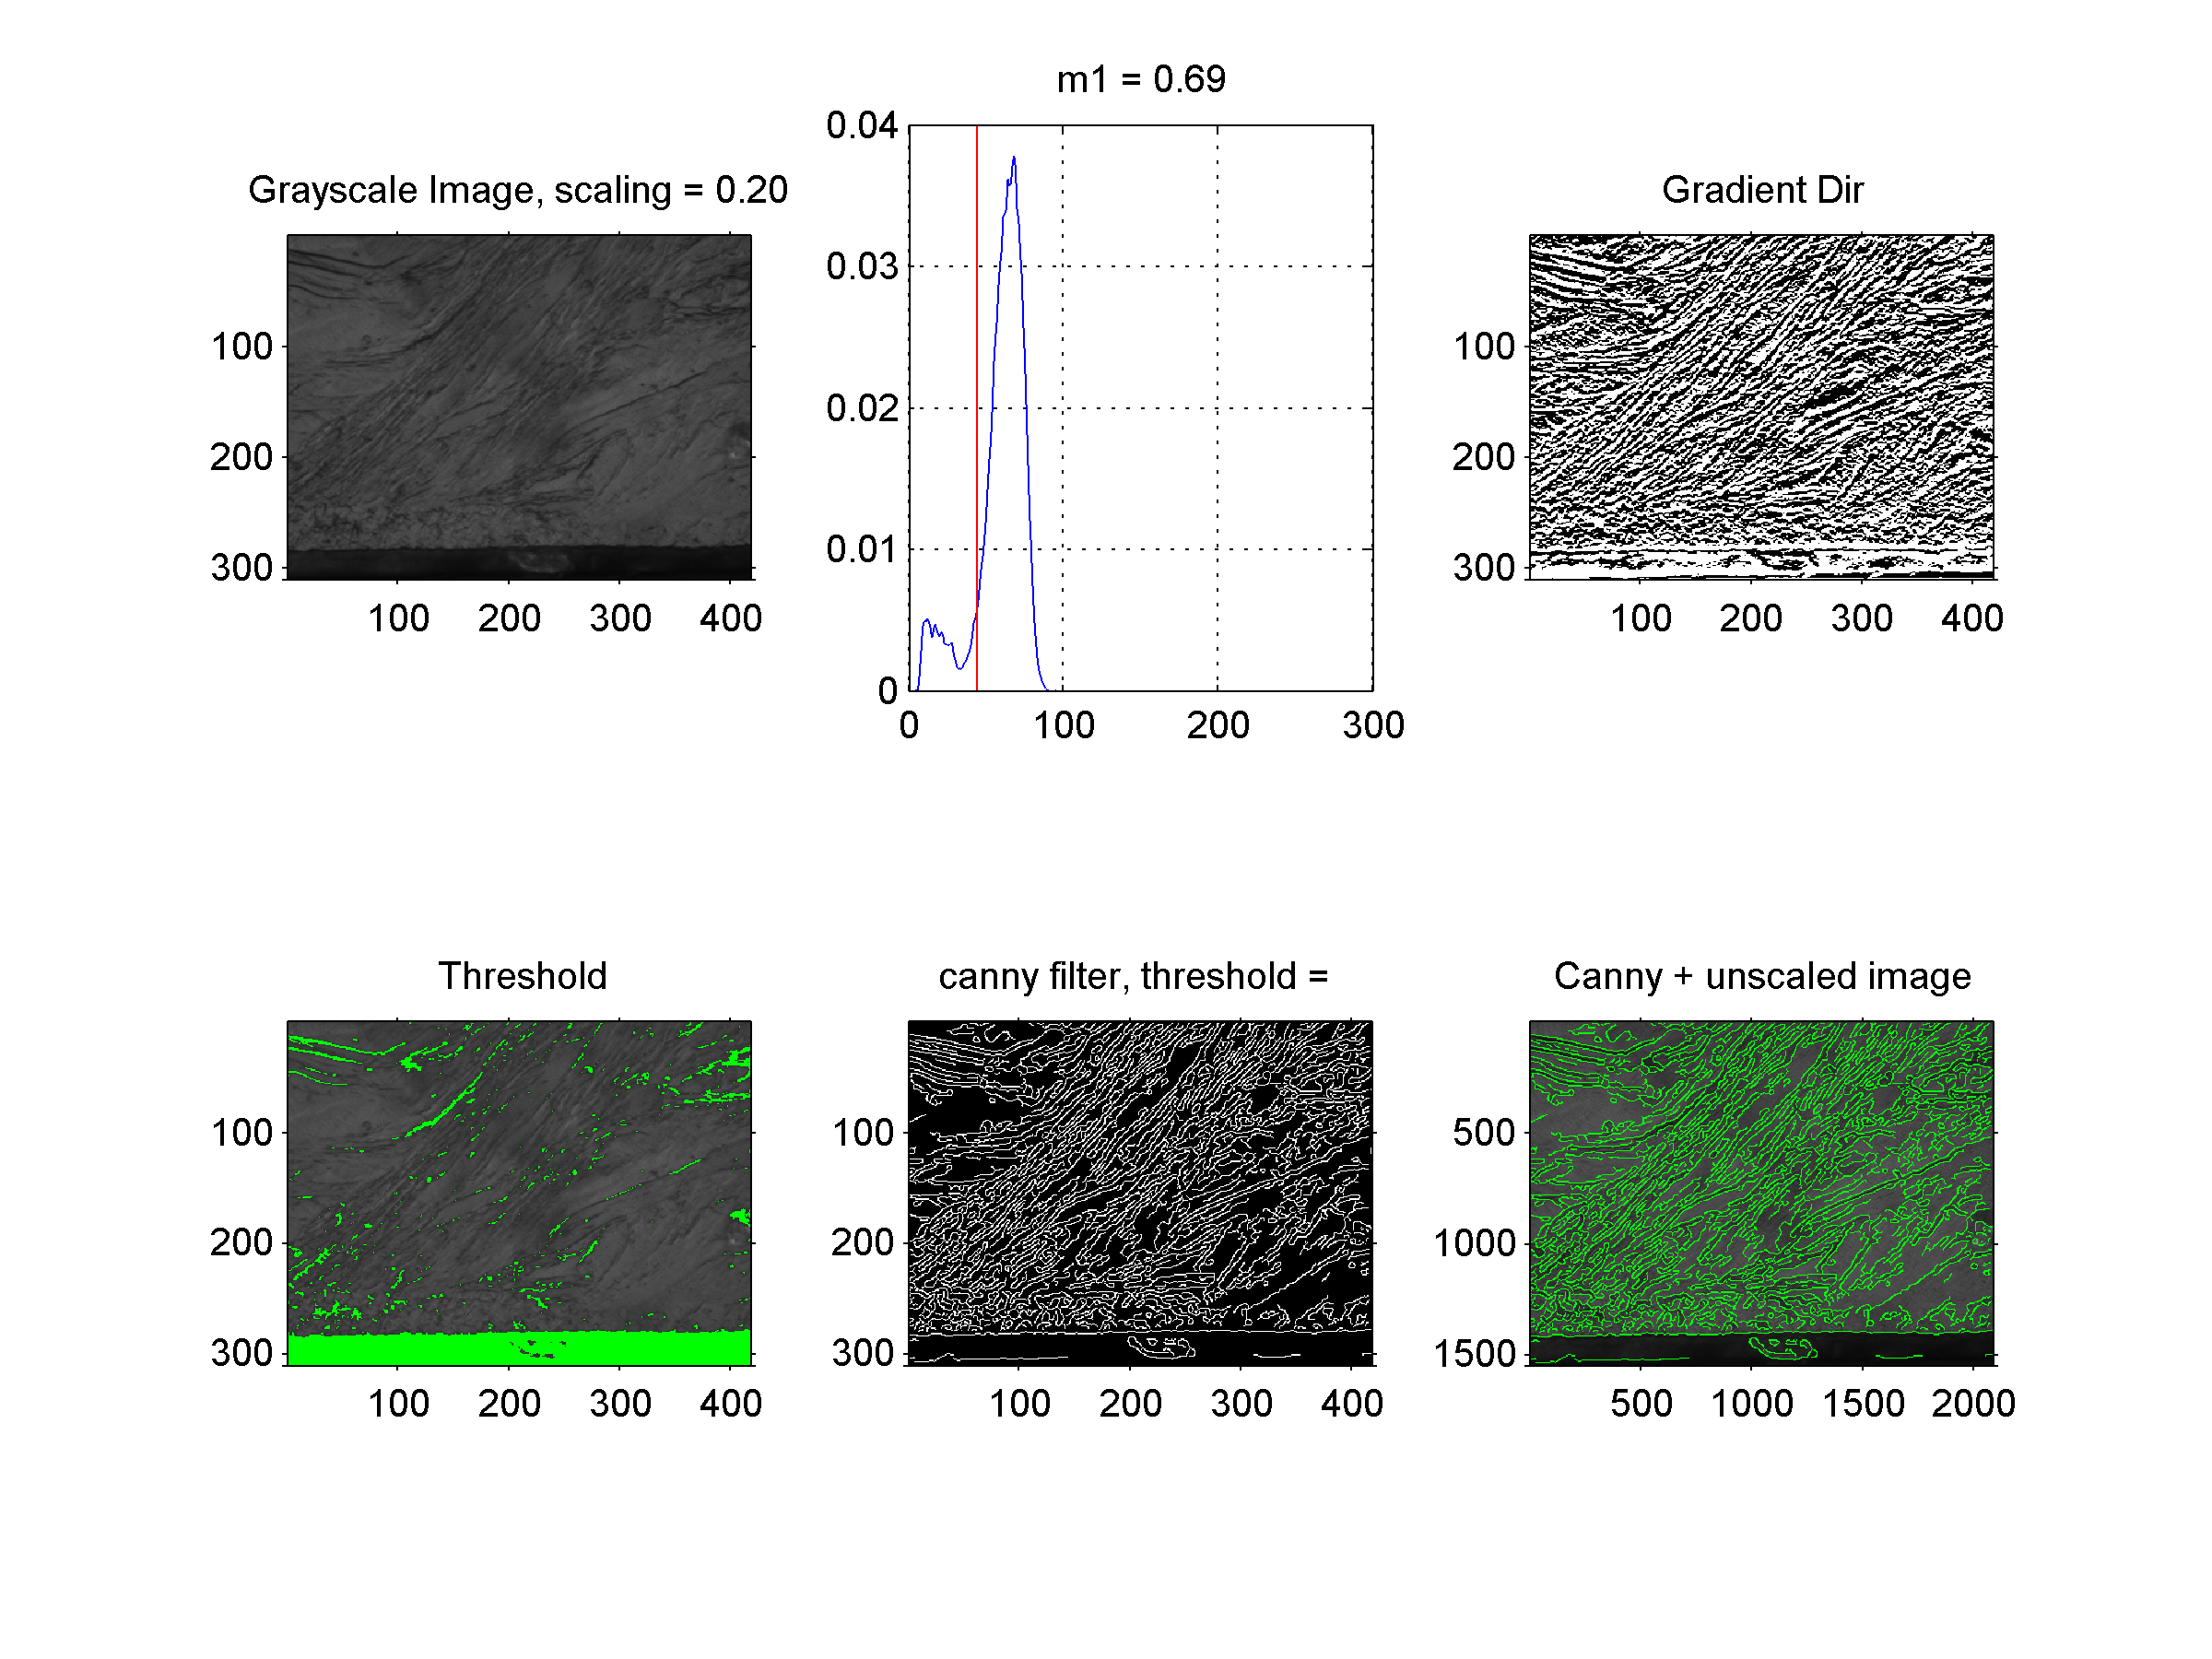 m1 = 0.69
Grayscale Image, scaling = 0.20
Gradient Dir
0.04
0.03
0.02
0.01
0
0 100 200 300
100
200
300
100 200 300 400
100
200
300
100 200 300 400
Threshold
canny filter, threshold =
Canny + unscaled image
100
200
300
100 200 300 400
100
200
300
100 200 300 400
500
1000
1500
500 1000 1500 2000